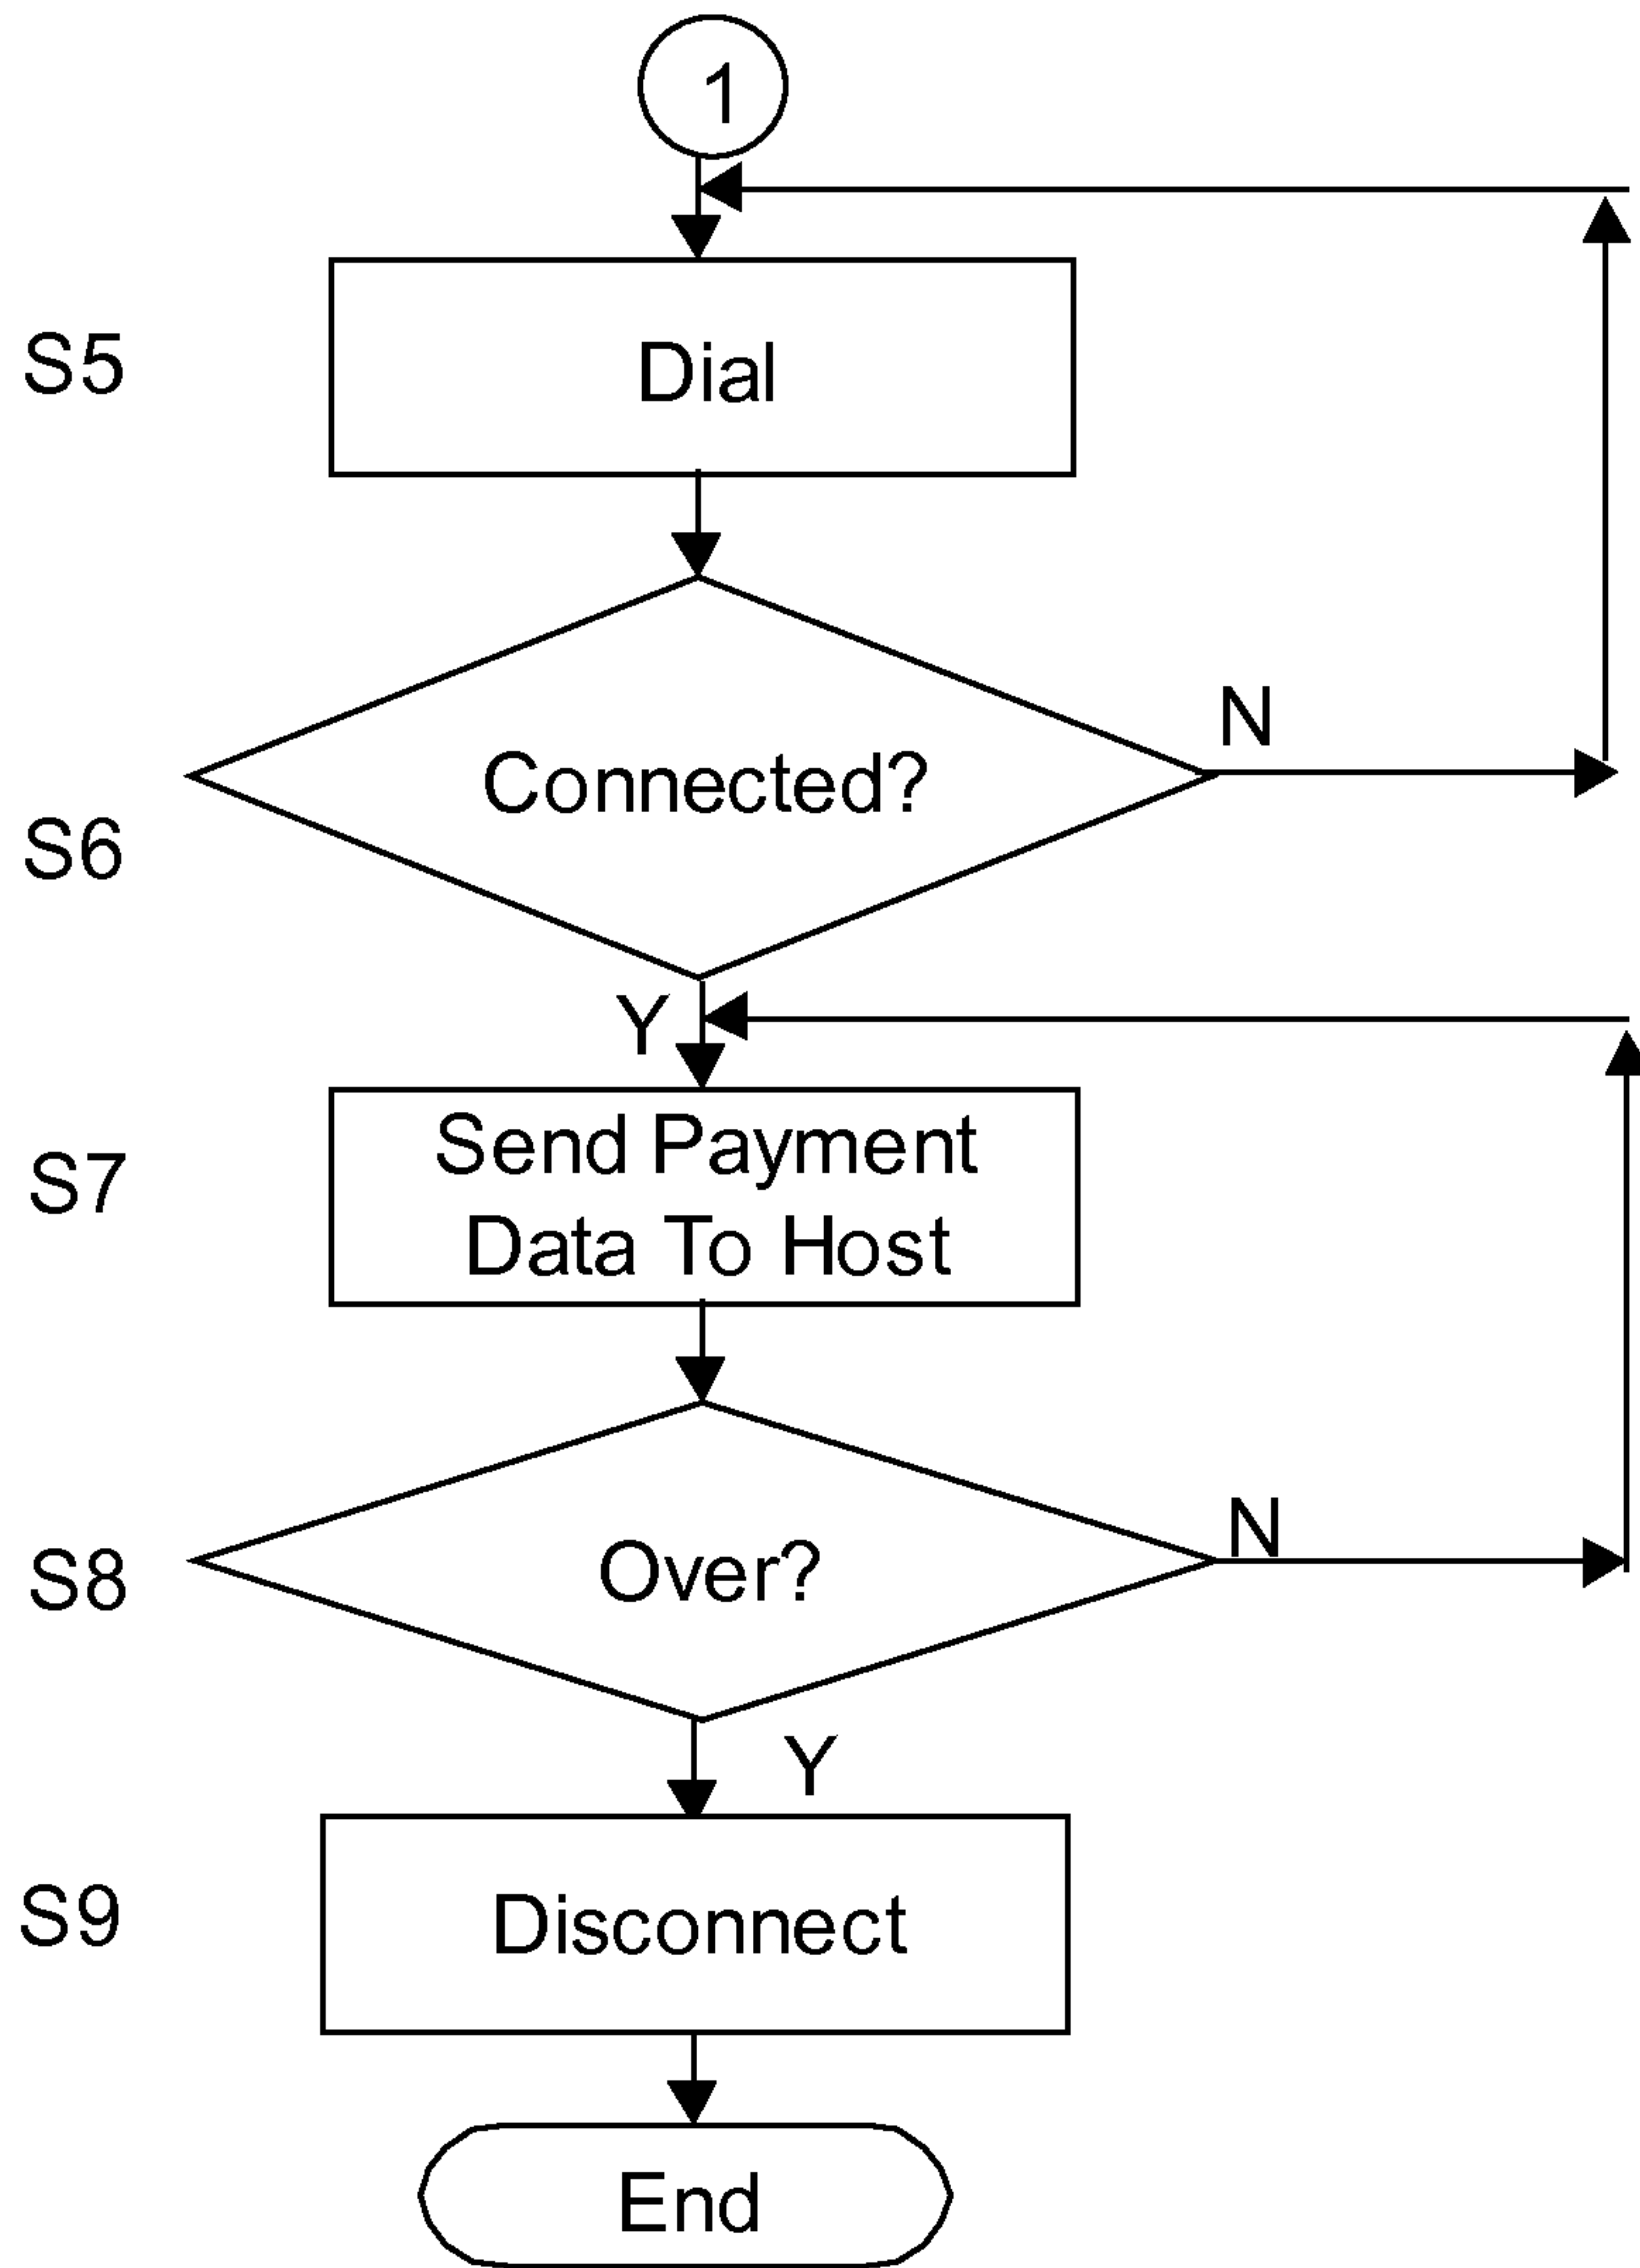 1
S5
Dial
Connected?
N
S6
Y
Send Payment
Data To Host
S7
Over?
N
S8
Y
Disconnect
S9
End